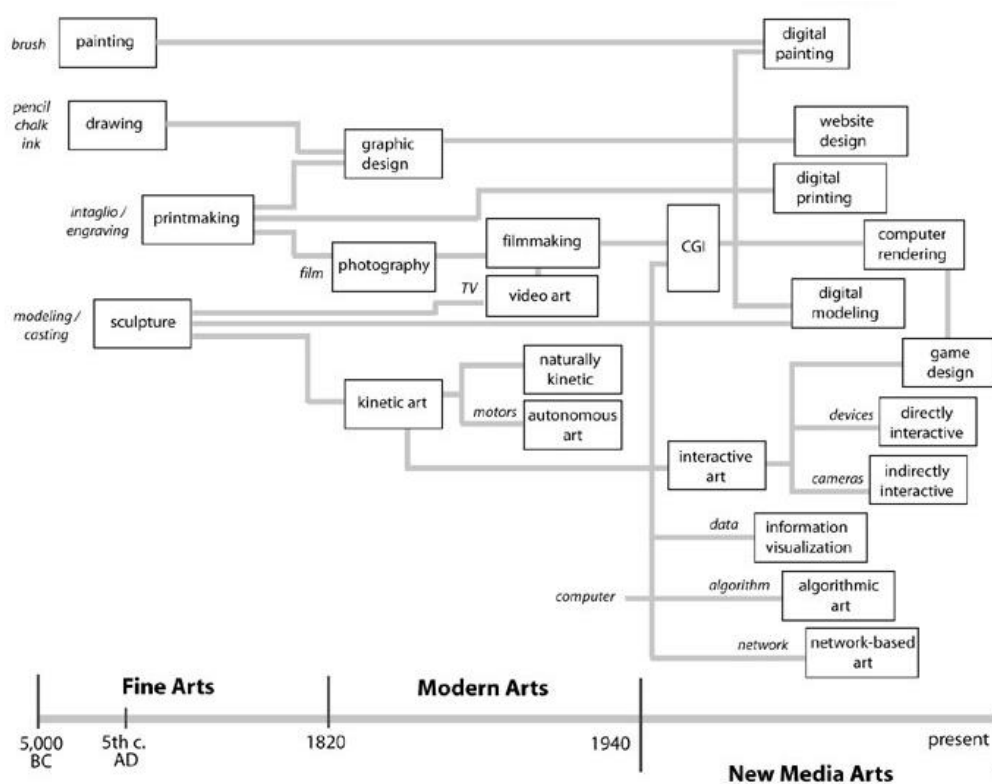 brush
painting
digital
painting
pencil
chalk
ink
drawing
graphic
design
website
design
intaglio /
engraving
printmaking
digital
printing
film
photography
filmmaking
CGI
computer
rendering
TV
video art
modeling /
casting
sculpture
digital
modeling
game
design
kinetic art
naturally
kinetic
motors
autonomous
art
devices
directly
interactive
interactive
art
cameras
indirectly
interactive
data
information
visualization
computer
algorithm
algorithmic
art
network
network-based
art
Fine Arts
Modern Arts
5,000
BC
5th c.
AD
1820
1940
present
New Media Arts